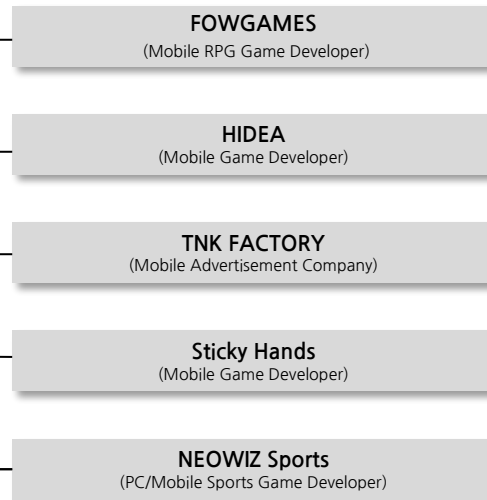 FOWGAMES
(Mobile RPG Game Developer)
HIDEA
(Mobile Game Developer)
TNK FACTORY
(Mobile Advertisement Company)
Sticky Hands
(Mobile Game Developer)
NEOWIZ Sports
(PC/Mobile Sports Game Developer)